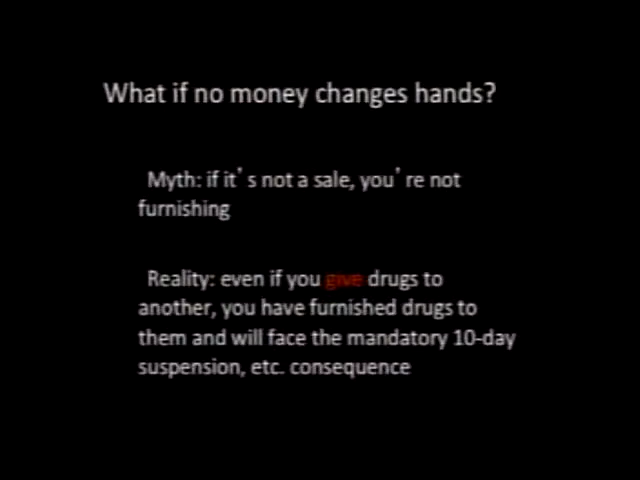 What if no money changes hands?
Myth: if it's not a sale, you're not
furnishing
Reality: even if you give drugs to
another, you have furnished drugs to
them and will face the mandatory 10-day
suspension, etc. consequence